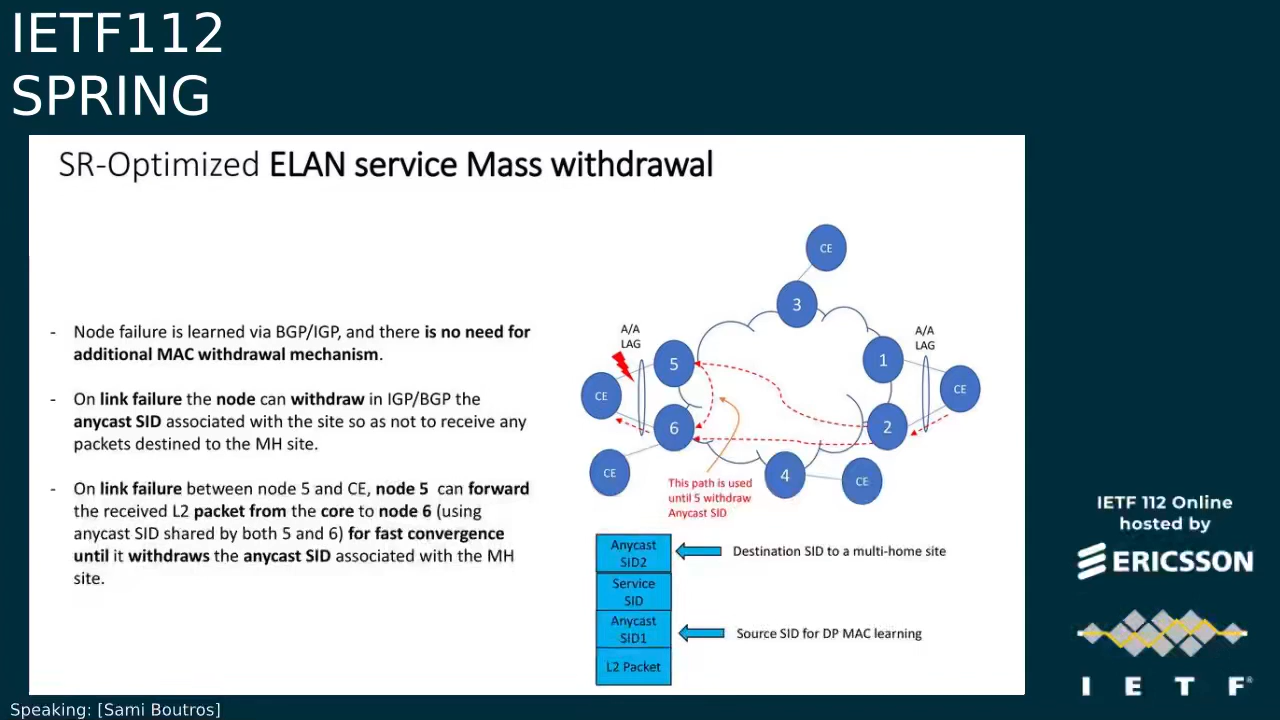 IETF112
SPRING
SR-Optimized ELAN service Mass withdrawal
- Node failure is learned via BGP/IGP, and there is no need for
additional MAC withdrawal mechanism.
- On link failure the node can withdraw in IGP/BGP the
anycast SID associated with the site so as not to receive any
packets destined to the MH site.
- On link failure between node 5 and CE, node 5 can forward
the received L2 packet from the core to node 6 (using
anycast SID shared by both 5 and 6) for fast convergence
until it withdraws the anycast SID associated with the MH
site.
CE
3
A/A
LAG
A/A
LAG
5
1
CE
CE
6
2
CE
4
CE
This path is used
until 5 withdraw
Anycast SID
Anycast
SID2
Destination SID to a multi-home site
Service
SID
Anycast
SID1
Source SID for DP MAC learning
L2 Packet
IETF 112 Online
hosted by
ERICSSON
I E T F®
Speaking: [Sami Boutros]